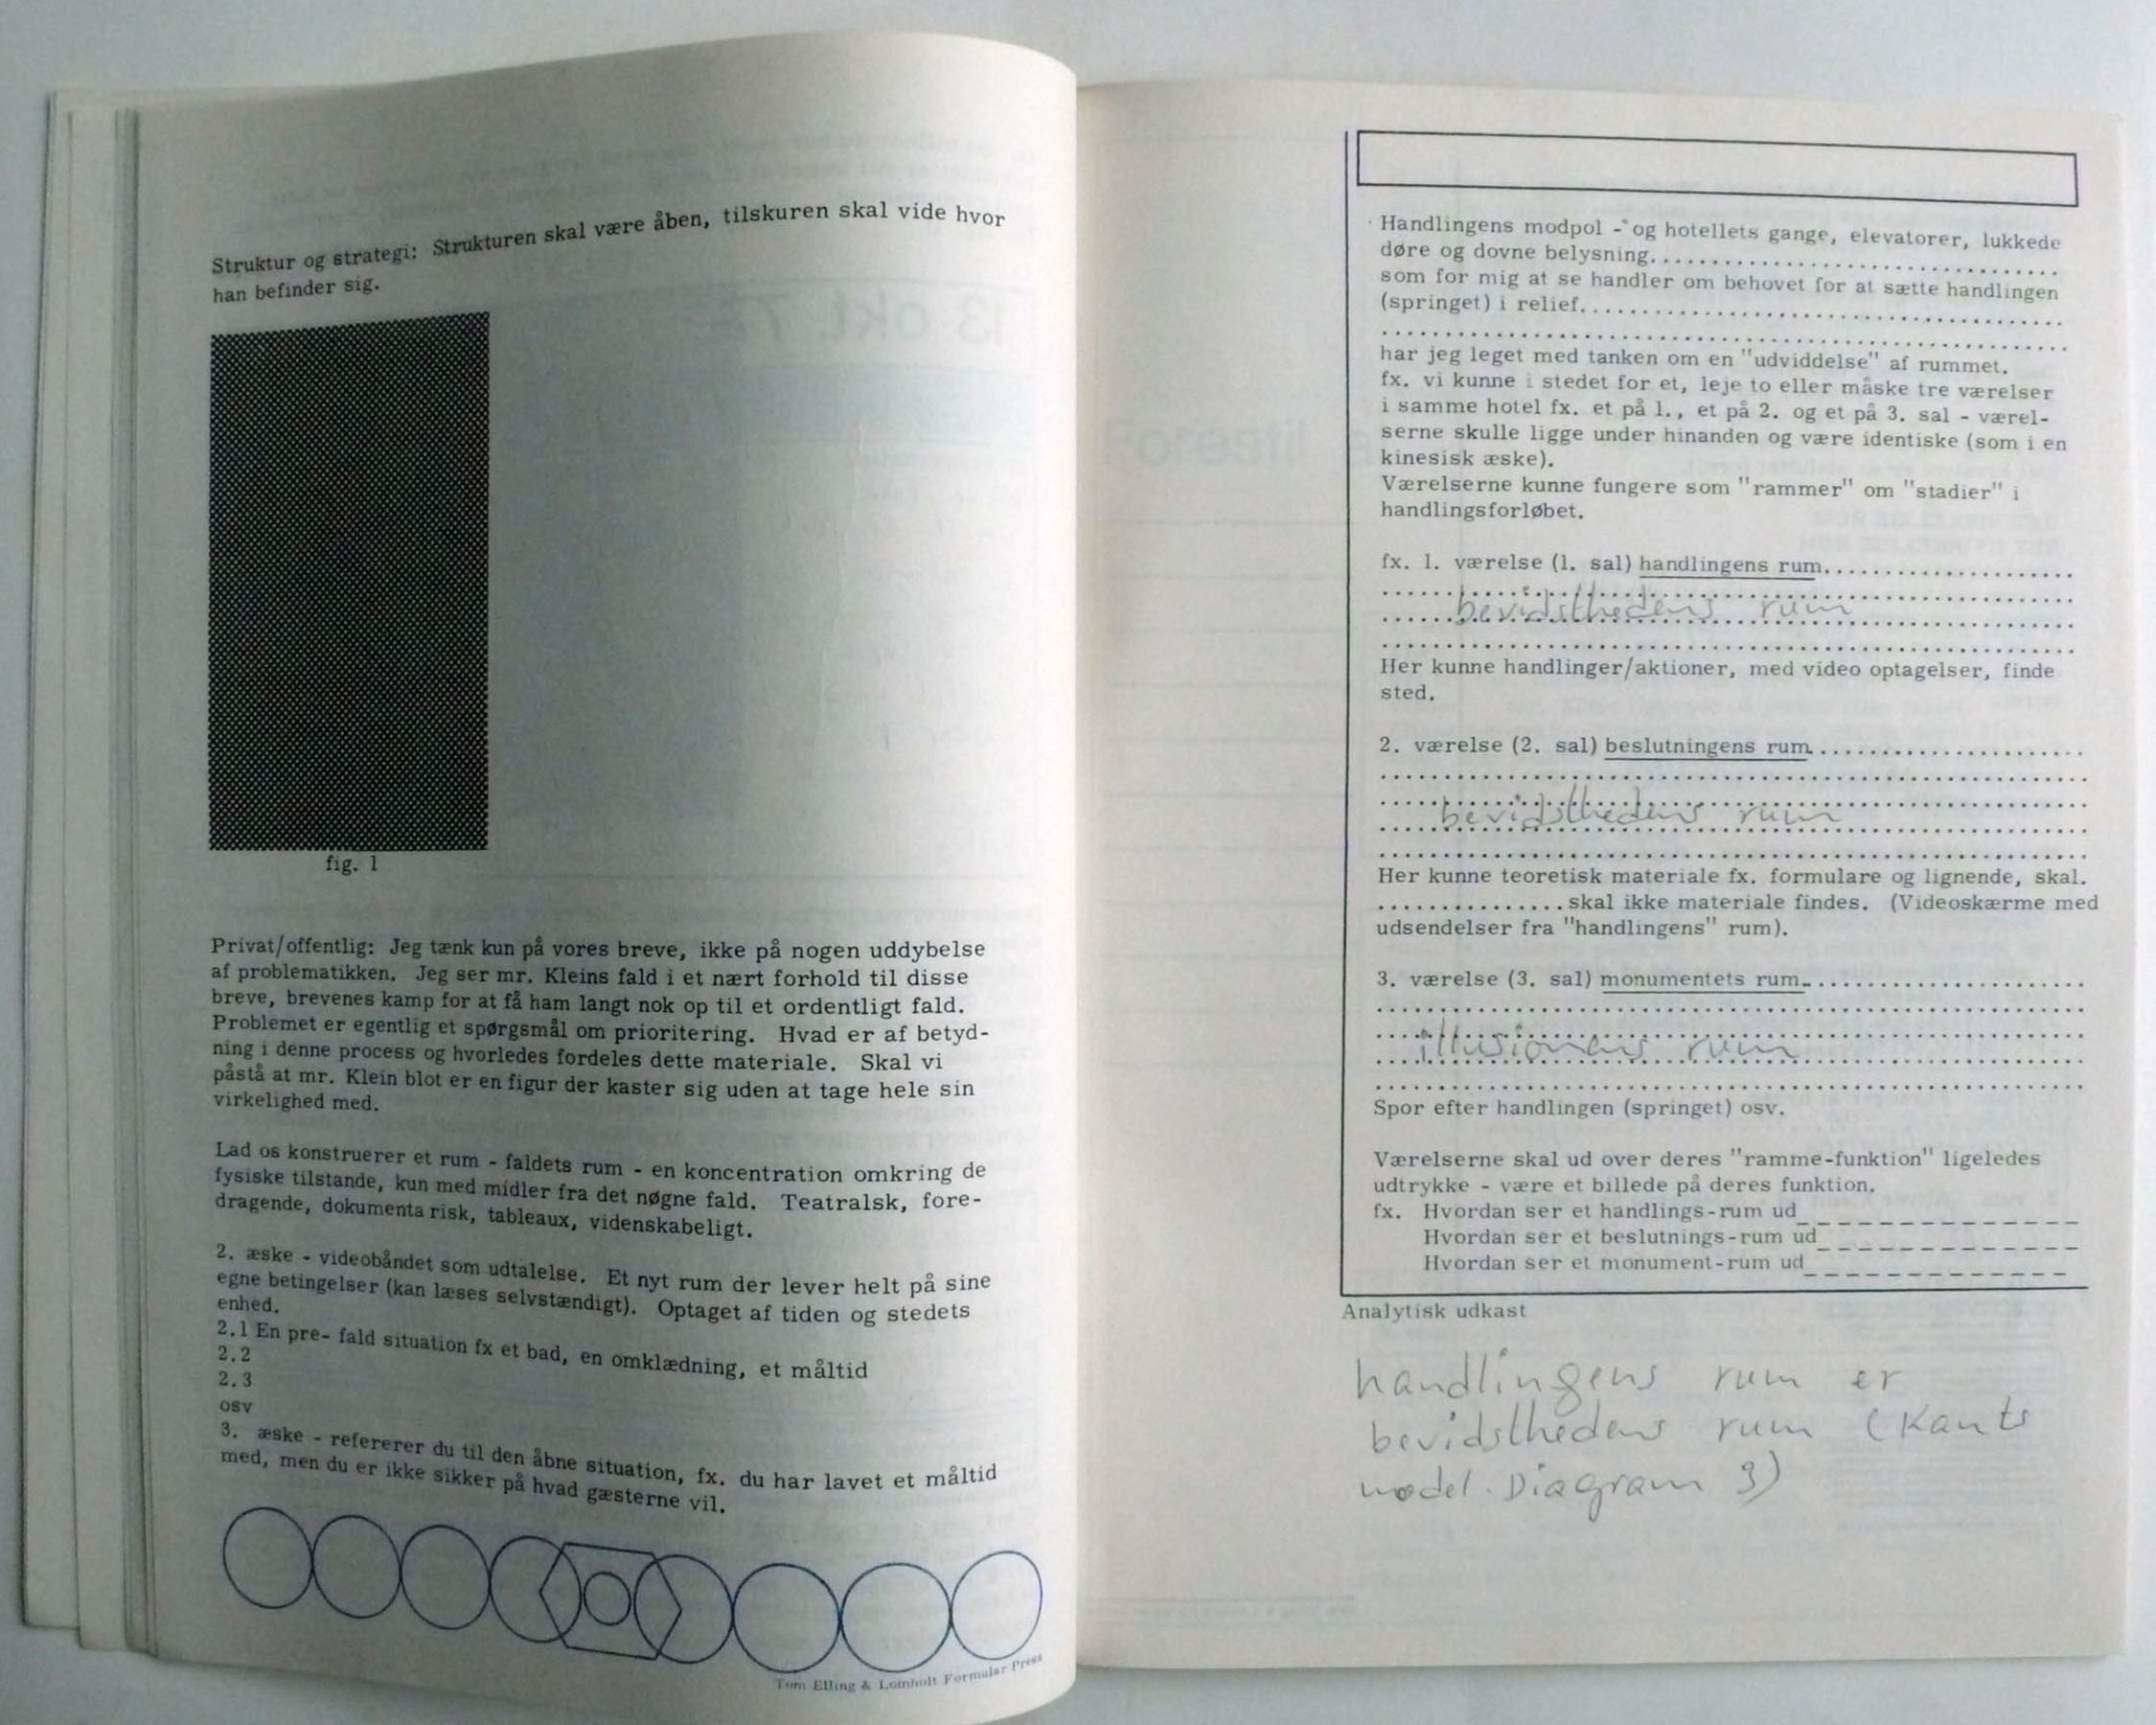 Struktur og strategi: Strukturen skal være åben, tilskuren skal vide hvor
han befinder sig.
fig. 1
Privat/offentlig: Jeg tænk kun på vores breve, ikke på nogen uddybelse
af problematikken. Jeg ser mr. Kleins fald i et nært forhold til disse
breve, brevenes kamp for at få ham langt nok op til et ordentligt fald.
Problemet er egentlig et spørgsmål om prioritering. Hvad er af betyd-
ning i denne process og hvorledes fordeles dette materiale. Skal vi
påstå at mr. Klein blot er en figur der kaster sig uden at tage hele sin
virkelighed med.
Lad os konstruerer et rum - faldets rum - en koncentration omkring de
fysiske tilstande, kun med midler fra det nøgne fald. Teatralsk, fore-
dragende, dokumentarisk, tableaux, videnskabeligt.
2. æske - videobåndet som udtalelse. Et nyt rum der lever helt på sine
egne betingelser (kan læses selvstændigt). Optaget af tiden og stedets
enhed.
2.1 En pre- fald situation fx et bad, en omklædning, et måltid
2.2
2.3
osv
3. æske - refererer du til den åbne situation, fx. du har lavet et måltid
med, men du er ikke sikker på hvad gæsterne vil.
Tom Elling & Lomholt Formular Press
Handlingens modpol - og hotellets gange, elevatorer, lukkede
døre og dovne belysning.......................................
som for mig at se handler om behovet for at sætte handlingen
(springet) i relief.............................................
................................................................
har jeg leget med tanken om en "udviddelse" af rummet.
fx. vi kunne i stedet for et, leje to eller måske tre værelser
i samme hotel fx. et på 1., et på 2. og et på 3. sal - værel-
serne skulle ligge under hinanden og være identiske (som i en
kinesisk æske).
Værelserne kunne fungere som "rammer" om "stadier" i
handlingsforløbet.
fx. 1. værelse (1. sal) handlingens rum.....................
bevidsthedens rum
Her kunne handlinger/aktioner, med video optagelser, finde
sted.
2. værelse (2. sal) beslutningens rum.......................
bevidsthedens rum
Her kunne teoretisk materiale fx. formulare og lignende, skal.
...............skal ikke materiale findes. (Videoskærme med
udsendelser fra "handlingens" rum).
3. værelse (3. sal) monumentets rum........................
illusionens rum
Spor efter handlingen (springet) osv.
Værelserne skal ud over deres "ramme-funktion" ligeledes
udtrykke - være et billede på deres funktion.
fx. Hvordan ser et handlings-rum ud_ _ _ _ _ _ _ _ _ _ _
Hvordan ser et beslutnings-rum ud_ _ _ _ _ _ _ _ _ _
Hvordan ser et monument-rum ud_ _ _ _ _ _ _ _ _ _
Analytisk udkast
handlingens rum er
bevidsthedens rum (Kants
model. Diagram 3)